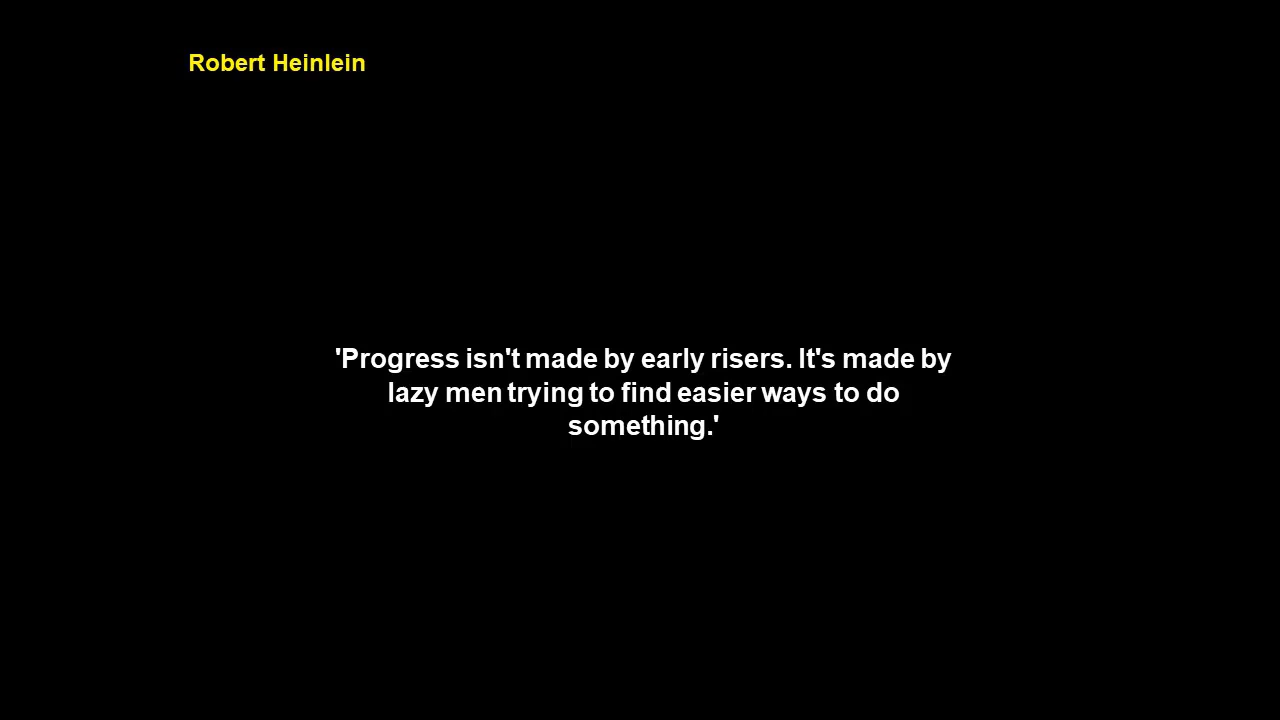 Robert Heinlein
'Progress isn't made by early risers. It's made by
lazy men trying to find easier ways to do
something.'